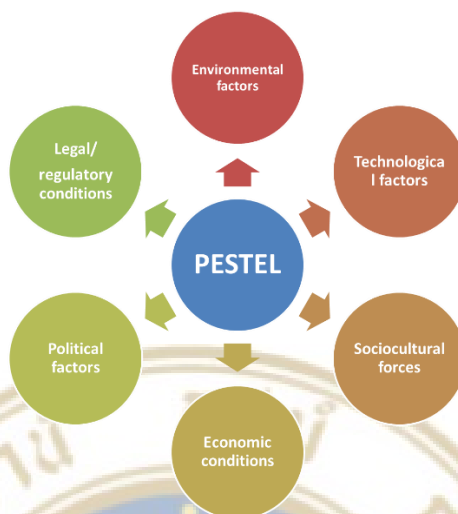 Environmental
factors
Legal/
regulatory
conditions
Technologica
l factors
PESTEL
Political
factors
Sociocultural
forces
Economic
conditions